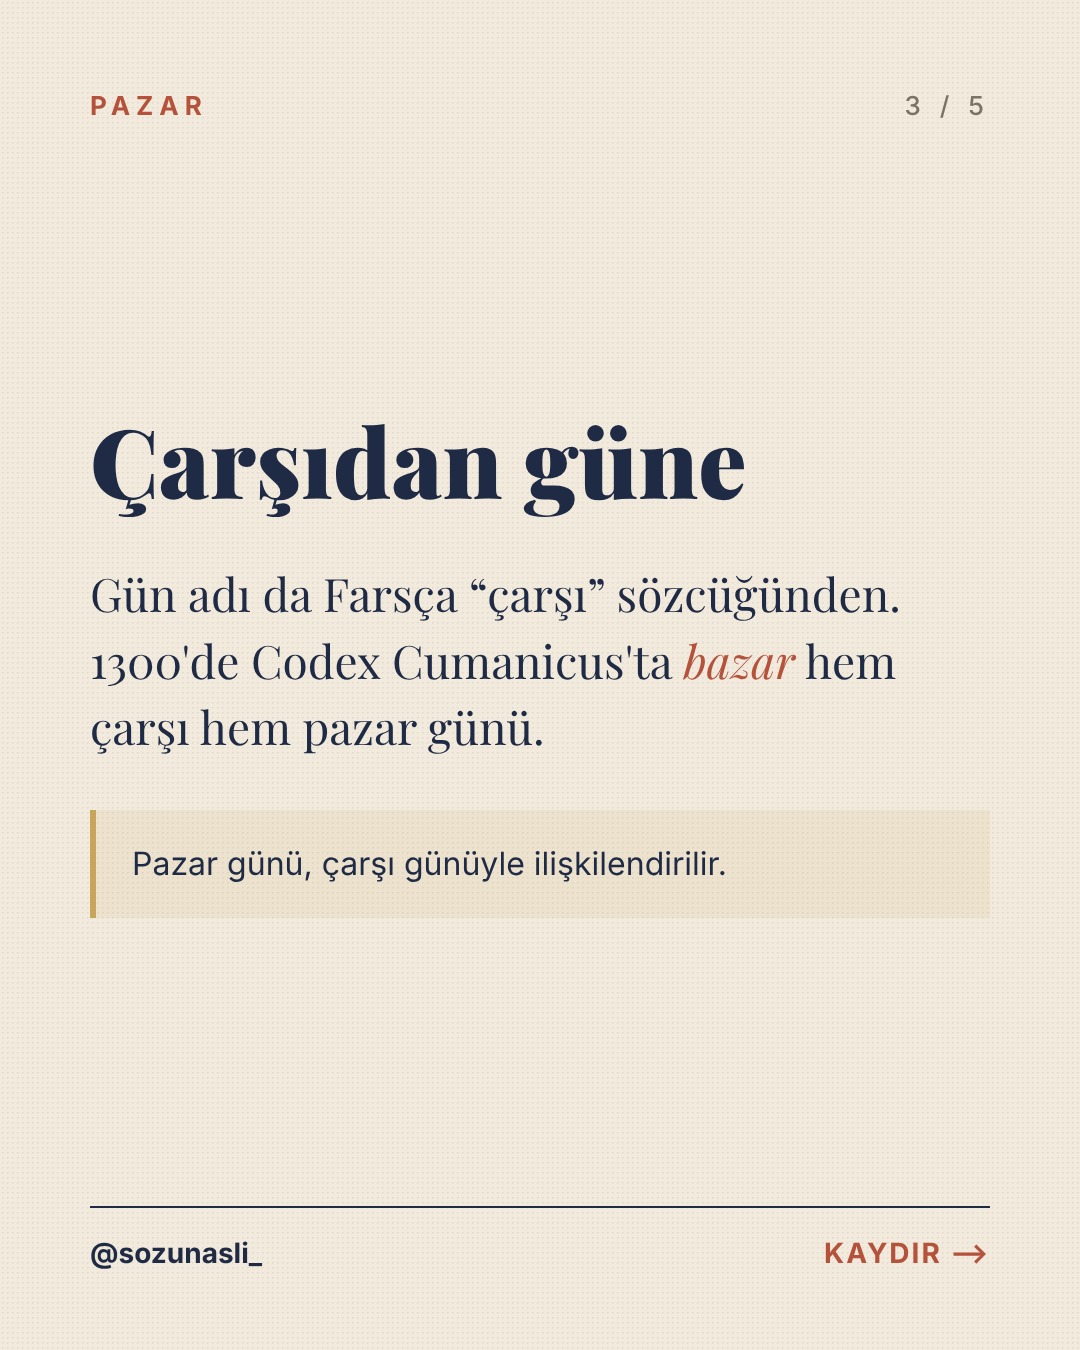 PAZAR
3 / 5
Çarşıdan güne
Gün adı da Farsça “çarşı” sözcüğünden.
1300'de Codex Cumanicus'ta bazar hem
çarşı hem pazar günü.
Pazar günü, çarşı günüyle ilişkilendirilir.
@sozunasli_
KAYDIR →